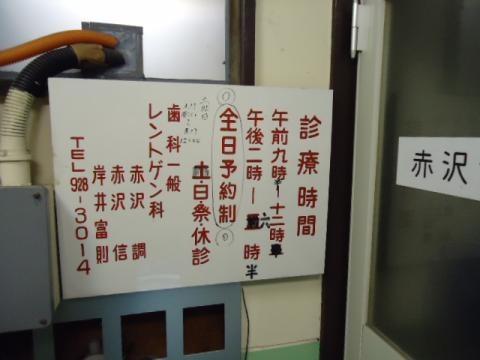 診療時間
午前九時半ー十二時
午後二時ー六時半
全日予約制
日・祭・休診
歯科一般
レントゲン科
赤沢 調
赤沢 信
岸井富則
TEL 928-3014
赤沢